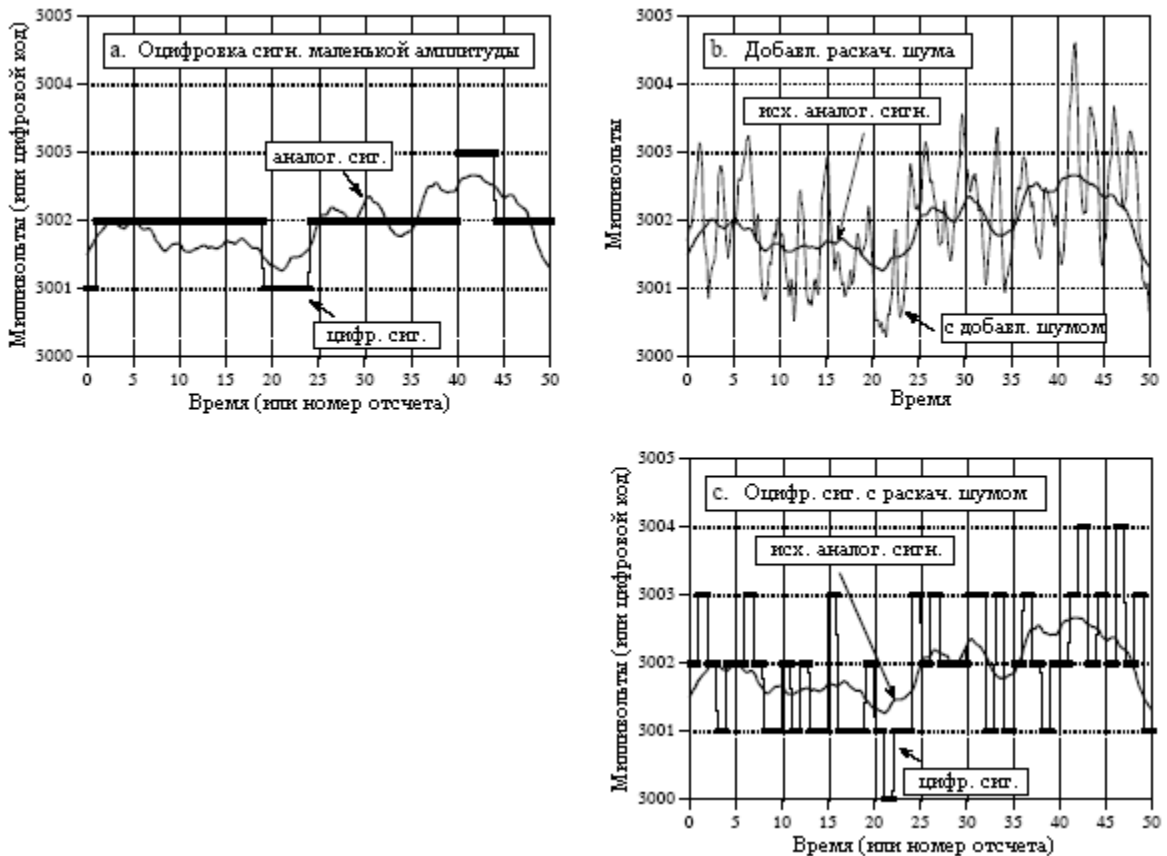 а. Оцифровка сигн. маленькой амплитуды
Милливольты (или цифровой код)
3005
3004
3003
3002
3001
3000
аналог. сиг.
цифр. сиг.
0 5 10 15 20 25 30 35 40 45 50
Время (или номер отсчета)
b. Добавл. раскач. шума
Милливольты
3005
3004
3003
3002
3001
3000
исх. аналог. сигн.
с добавл. шумом
0 5 10 15 20 25 30 35 40 45 50
Время
c. Оцифр. сиг. с раскач. шумом
Милливольты (или цифровой код)
3005
3004
3003
3002
3001
3000
исх. аналог. сигн.
цифр. сиг.
0 5 10 15 20 25 30 35 40 45 50
Время (или номер отсчета)